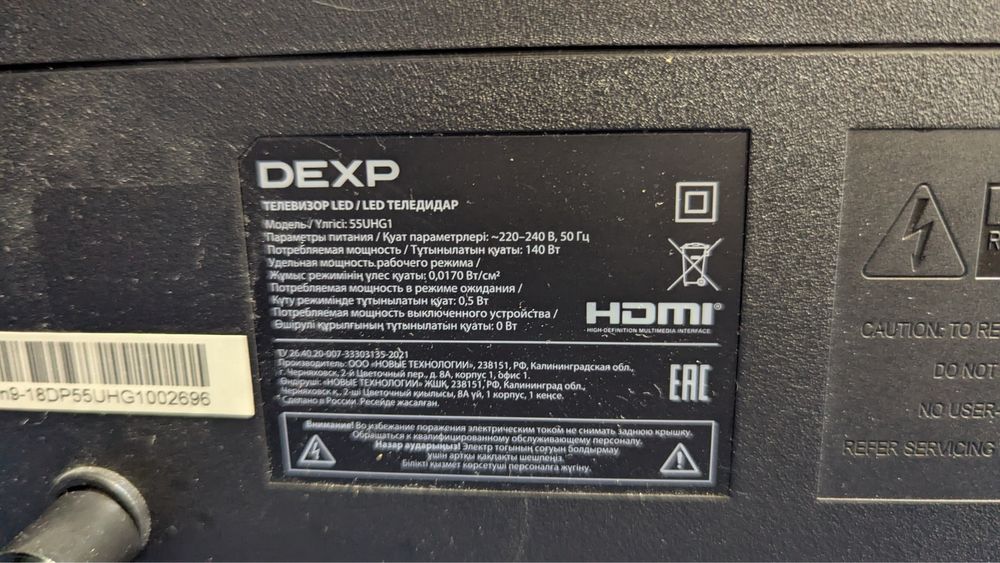 DEXP
ТЕЛЕВИЗОР LED / LED ТЕЛЕДИДАР
Модель / Үлгісі: 55UHG1
Параметры питания / Қуат параметрлері: ~220–240 В, 50 Гц
Потребляемая мощность / Тұтынылатын қуаты: 140 Вт
Удельная мощность рабочего режима /
Жұмыс режимінің үлес қуаты: 0,0170 Вт/см²
Потребляемая мощность в режиме ожидания /
Күту режимінде тұтынылатын қуат: 0,5 Вт
Потребляемая мощность выключенного устройства /
Өшірулі құрылғының тұтынылатын қуаты: 0 Вт
HDMI®
HIGH-DEFINITION MULTIMEDIA INTERFACE
ТУ 26.40.20-007-33303135-2021
Производитель: ООО «НОВЫЕ ТЕХНОЛОГИИ», 238151, РФ, Калининградская обл.,
г. Черняховск, 2-й Цветочный пер., д. 8А, корпус 1, офис 1.
Өндіруші: «НОВЫЕ ТЕХНОЛОГИИ» ЖШҚ, 238151, РФ, Калининград обл.,
Черняховск қ., 2-ші Цветочный қиылысы, 8А үй, 1 корпус, 1 кеңсе.
* Сделано в России. Ресейде жасалған.
EAC
Внимание! Во избежание поражения электрическим током не снимать заднюю крышку.
Обращаться к квалифицированному обслуживающему персоналу.
Назар аударыңыз! Электр тогының соғуын болдырмау
үшін артқы қақпақты шешпеңіз.
Білікті қызмет көрсетуші персоналға жүгіну.
n9-18DP55UHG1002696
R
CAUTION: TO RE
DO NOT
NO USER
REFER SERVICING